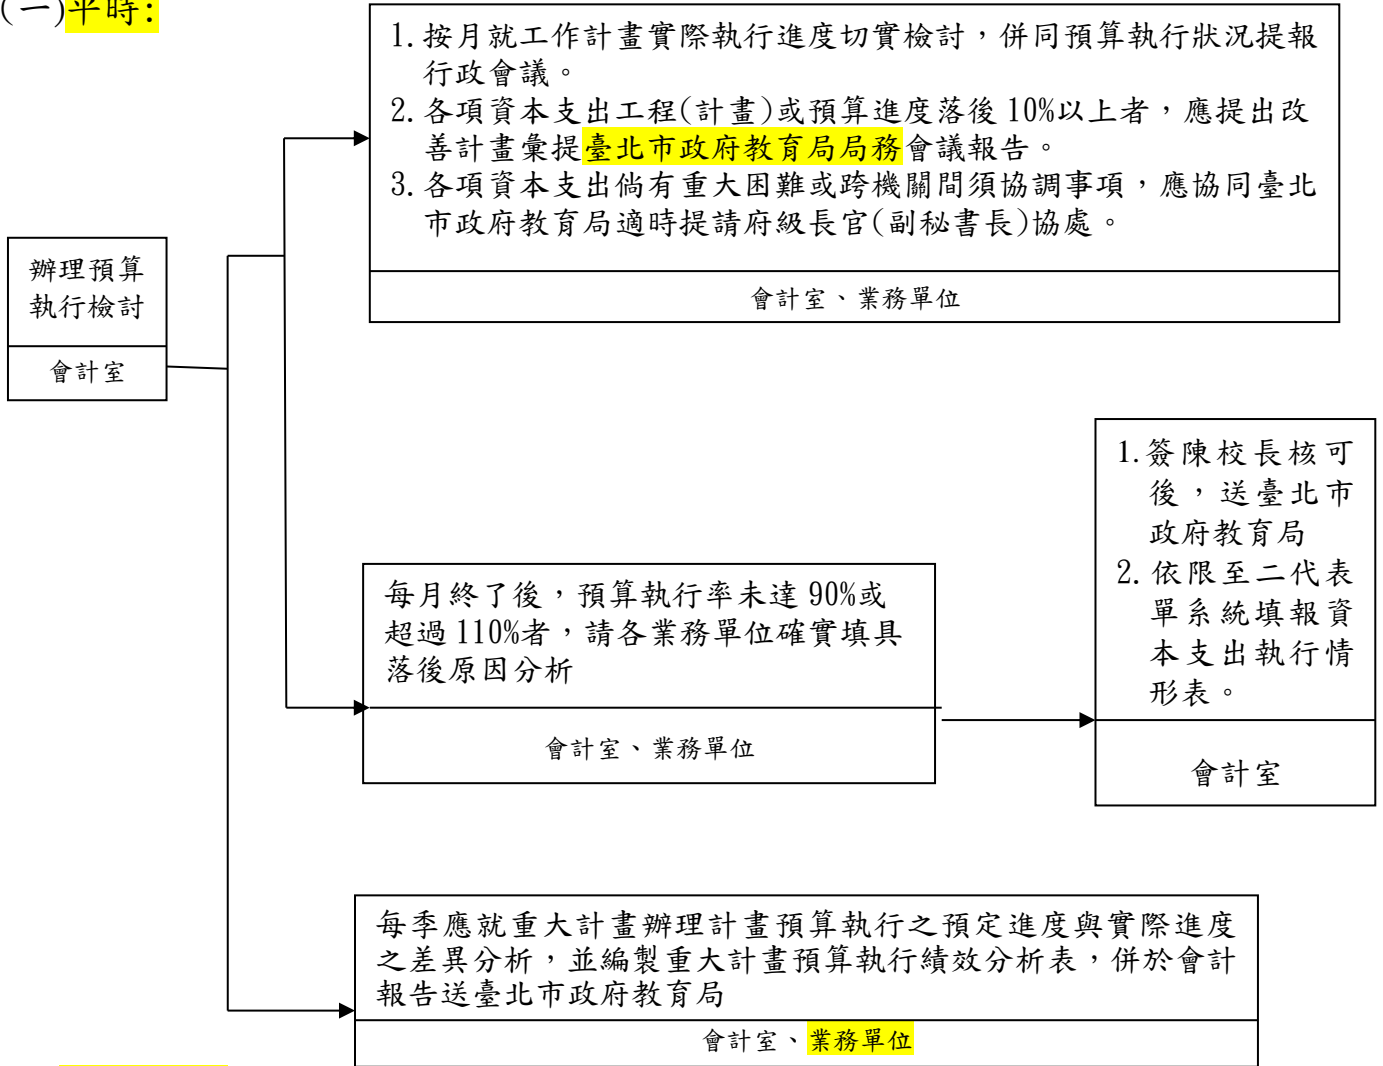 (一)平時:
1.按月就工作計畫實際執行進度切實檢討，併同預算執行狀況提報
行政會議。
2.各項資本支出工程(計畫)或預算進度落後10%以上者，應提出改
善計畫彙提臺北市政府教育局局務會議報告。
3.各項資本支出倘有重大困難或跨機關間須協調事項，應協同臺北
市政府教育局適時提請府級長官(副秘書長)協處。
會計室、業務單位
辦理預算
執行檢討
會計室
每月終了後，預算執行率未達90%或
超過110%者，請各業務單位確實填具
落後原因分析
會計室、業務單位
1.簽陳校長核可
後，送臺北市
政府教育局
2.依限至二代表
單系統填報資
本支出執行情
形表。
會計室
每季應就重大計畫辦理計畫預算執行之預定進度與實際進度
之差異分析，並編製重大計畫預算執行績效分析表，併於會計
報告送臺北市政府教育局
會計室、業務單位